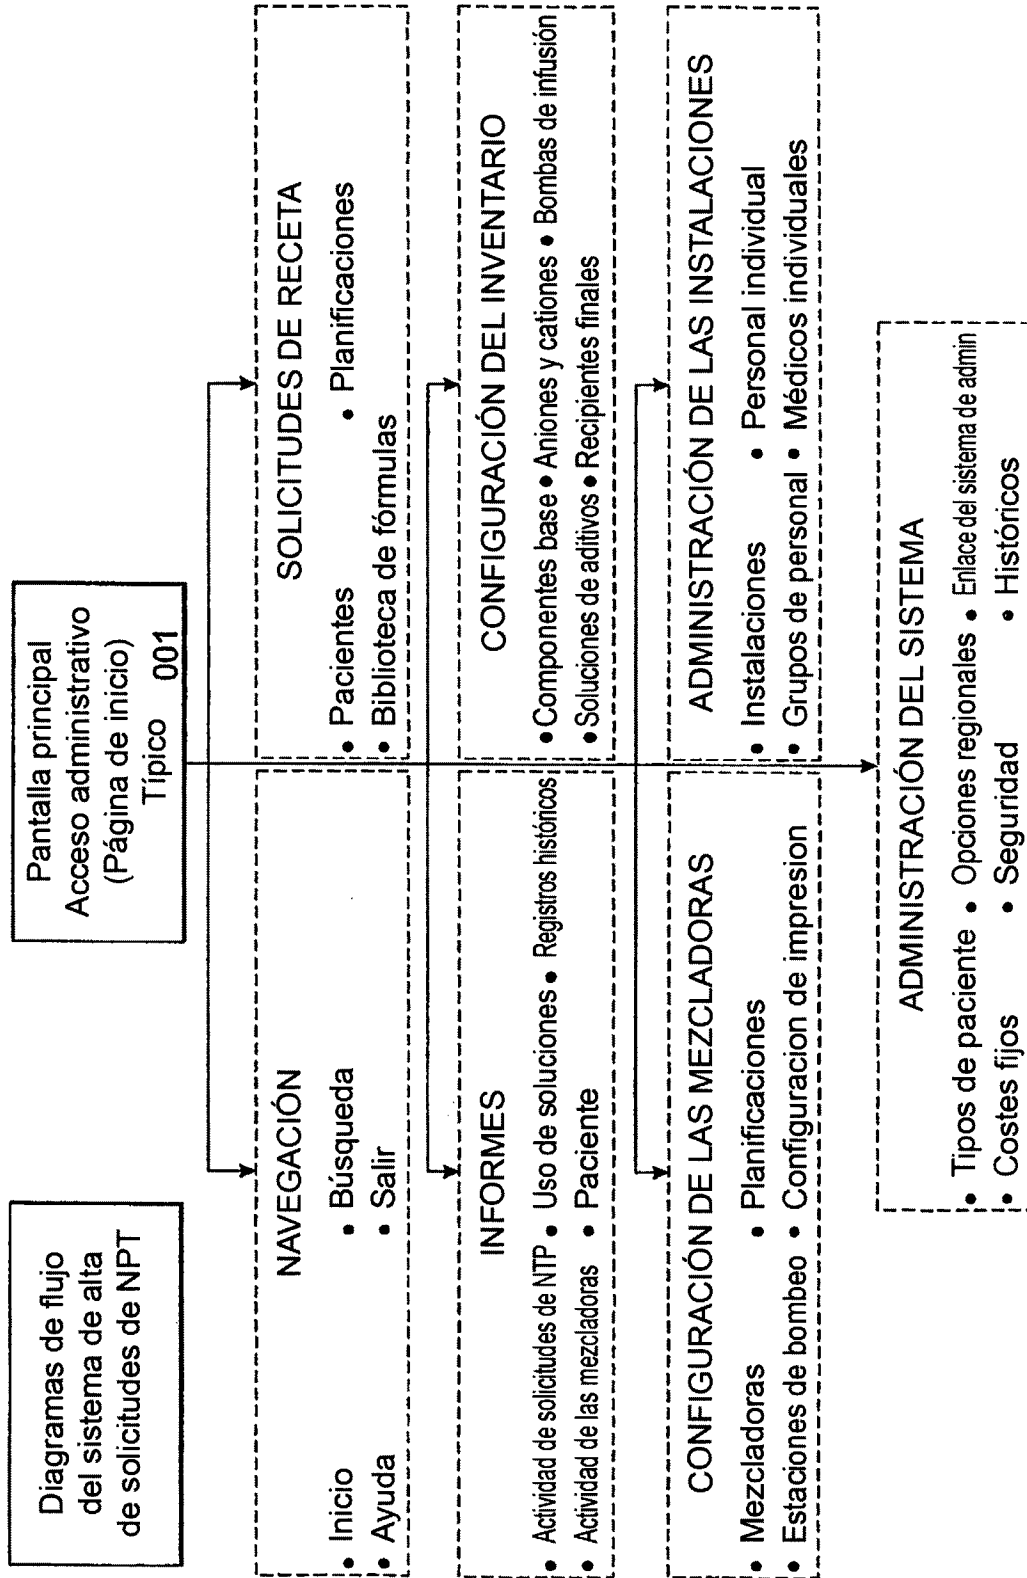 Diagramas de flujo
del sistema de alta
de solicitudes de NPT
Pantalla principal
Acceso administrativo
(Página de inicio)
Típico 001
NAVEGACIÓN
• Inicio • Búsqueda
• Ayuda • Salir
SOLICITUDES DE RECETA
• Pacientes • Planificaciones
• Biblioteca de fórmulas
INFORMES
• Actividad de solicitudes de NTP • Uso de soluciones • Registros históricos
• Actividad de las mezcladoras • Paciente
CONFIGURACIÓN DEL INVENTARIO
• Componentes base • Aniones y cationes • Bombas de infusión
• Soluciones de aditivos • Recipientes finales
CONFIGURACIÓN DE LAS MEZCLADORAS
• Mezcladoras • Planificaciones
• Estaciones de bombeo • Configuracion de impresion
ADMINISTRACIÓN DE LAS INSTALACIONES
• Instalaciones • Personal individual
• Grupos de personal • Médicos individuales
ADMINISTRACIÓN DEL SISTEMA
• Tipos de paciente • Opciones regionales • Enlace del sistema de admin
• Costes fijos • Seguridad • Históricos